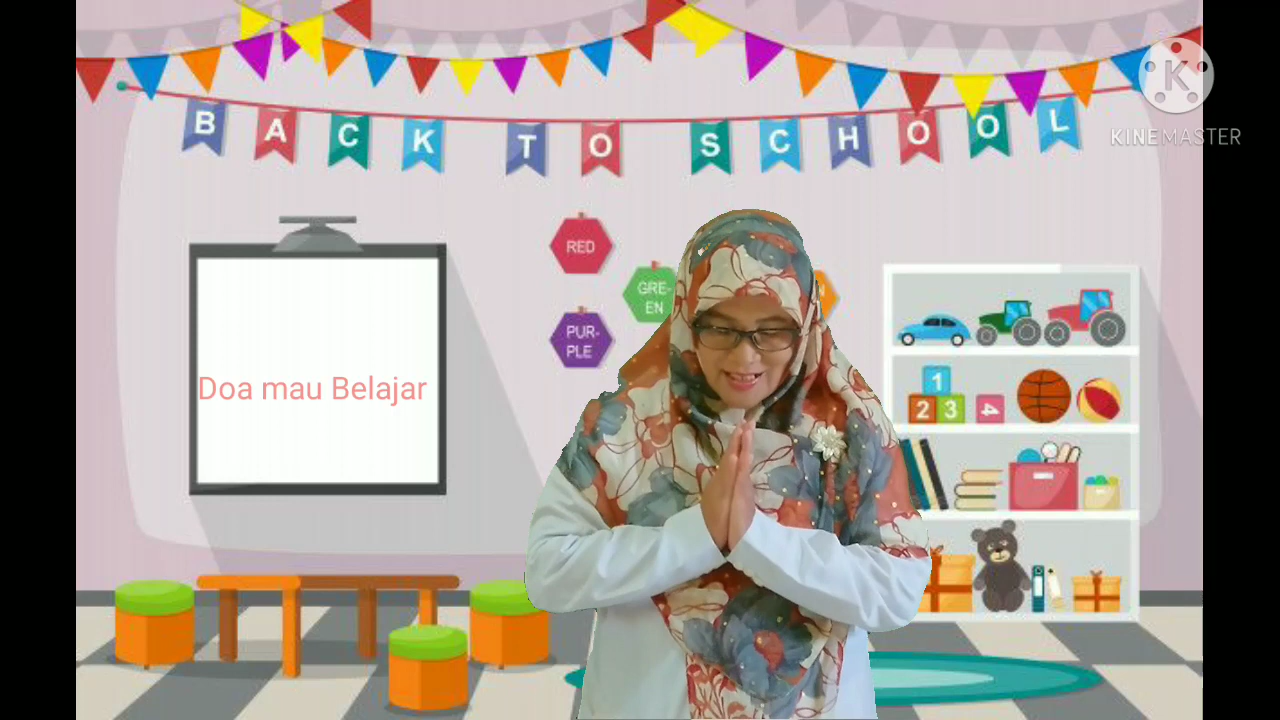 BACK TO SCHOOL
KINEMASTER
RED
GRE-
EN
PUR-
PLE
Doa mau Belajar
1
2 3 4